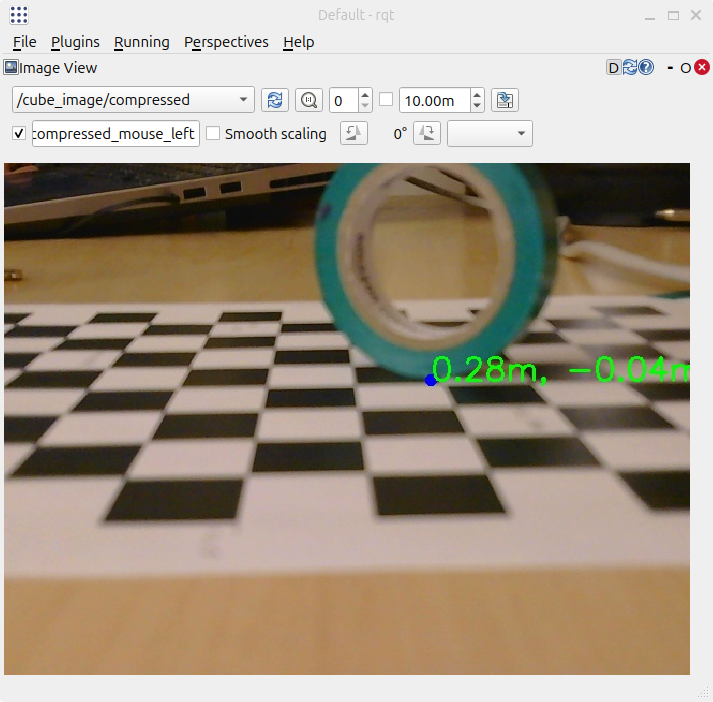 Default - rqt
File Plugins Running Perspectives Help
Image View D - O
/cube_image/compressed 0 10.00m
compressed_mouse_left Smooth scaling 0°
0.28m, -0.04m